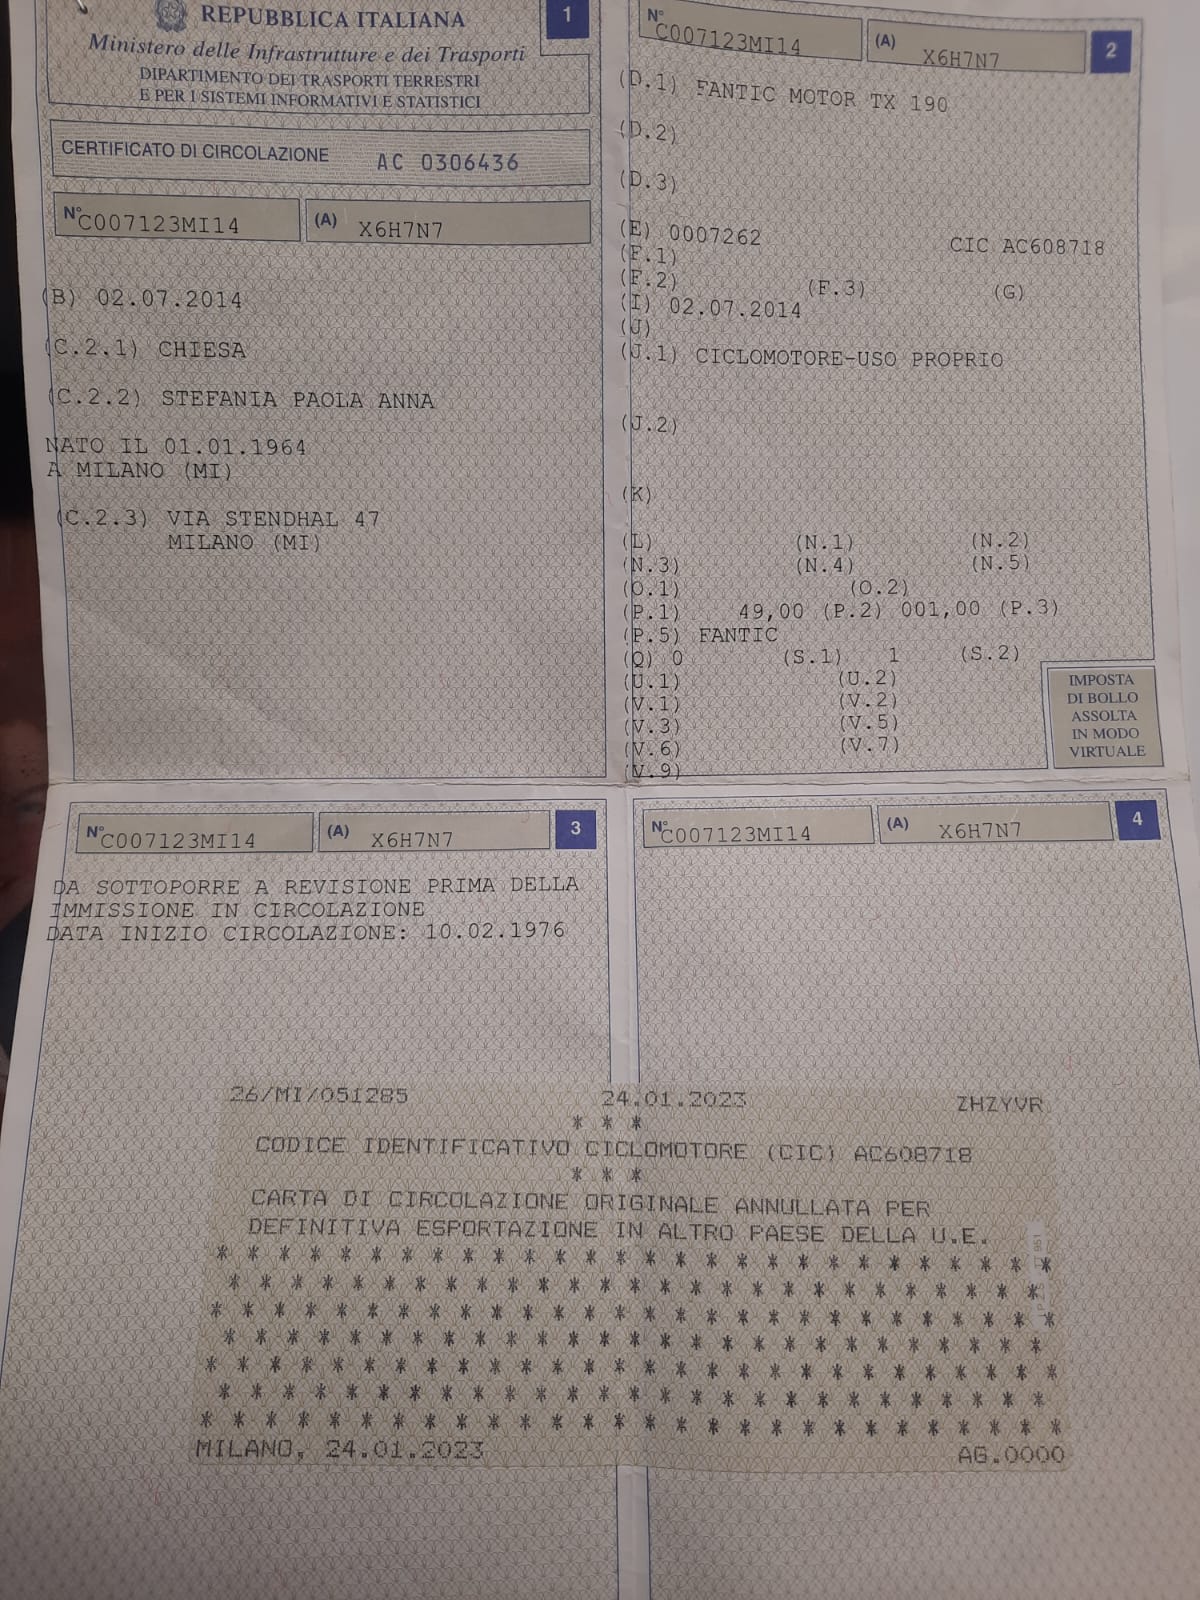 REPUBBLICA ITALIANA
Ministero delle Infrastrutture e dei Trasporti
DIPARTIMENTO DEI TRASPORTI TERRESTRI
E PER I SISTEMI INFORMATIVI E STATISTICI
1
CERTIFICATO DI CIRCOLAZIONE AC 0306436
N° C007123MI14 (A) X6H7N7
(B) 02.07.2014
(C.2.1) CHIESA
(C.2.2) STEFANIA PAOLA ANNA
NATO IL 01.01.1964
A MILANO (MI)
(C.2.3) VIA STENDHAL 47
MILANO (MI)
N° C007123MI14 (A) X6H7N7 2
(D.1) FANTIC MOTOR TX 190
(D.2)
(D.3)
(E) 0007262 CIC AC608718
(F.1)
(F.2) (F.3) (G)
(I) 02.07.2014
(J)
(J.1) CICLOMOTORE-USO PROPRIO
(J.2)
(K)
(L) (N.1) (N.2)
(N.3) (N.4) (N.5)
(O.1) (O.2)
(P.1) 49,00 (P.2) 001,00 (P.3)
(P.5) FANTIC
(Q) 0 (S.1) 1 (S.2)
(U.1) (U.2)
(V.1) (V.2)
(V.3) (V.5)
(V.6) (V.7)
(V.9)
IMPOSTA
DI BOLLO
ASSOLTA
IN MODO
VIRTUALE
N° C007123MI14 (A) X6H7N7 3
DA SOTTOPORRE A REVISIONE PRIMA DELLA
IMMISSIONE IN CIRCOLAZIONE
DATA INIZIO CIRCOLAZIONE: 10.02.1976
N° C007123MI14 (A) X6H7N7 4
26/MI/051285 24.01.2023 ZHZYVR
* * *
CODICE IDENTIFICATIVO CICLOMOTORE (CIC) AC608718
* * *
CARTA DI CIRCOLAZIONE ORIGINALE ANNULLATA PER
DEFINITIVA ESPORTAZIONE IN ALTRO PAESE DELLA U.E.
* * * * * * * * * * * * * * * * * * * * * * * * * * * *
* * * * * * * * * * * * * * * * * * * * * * * * * * *
* * * * * * * * * * * * * * * * * * * * * * * * * * * *
* * * * * * * * * * * * * * * * * * * * * * * * * * *
* * * * * * * * * * * * * * * * * * * * * * * * * * * *
* * * * * * * * * * * * * * * * * * * * * * * * * * *
* * * * * * * * * * * * * * * * * * * * * * * * * * * *
MILANO, 24.01.2023 AG.0000